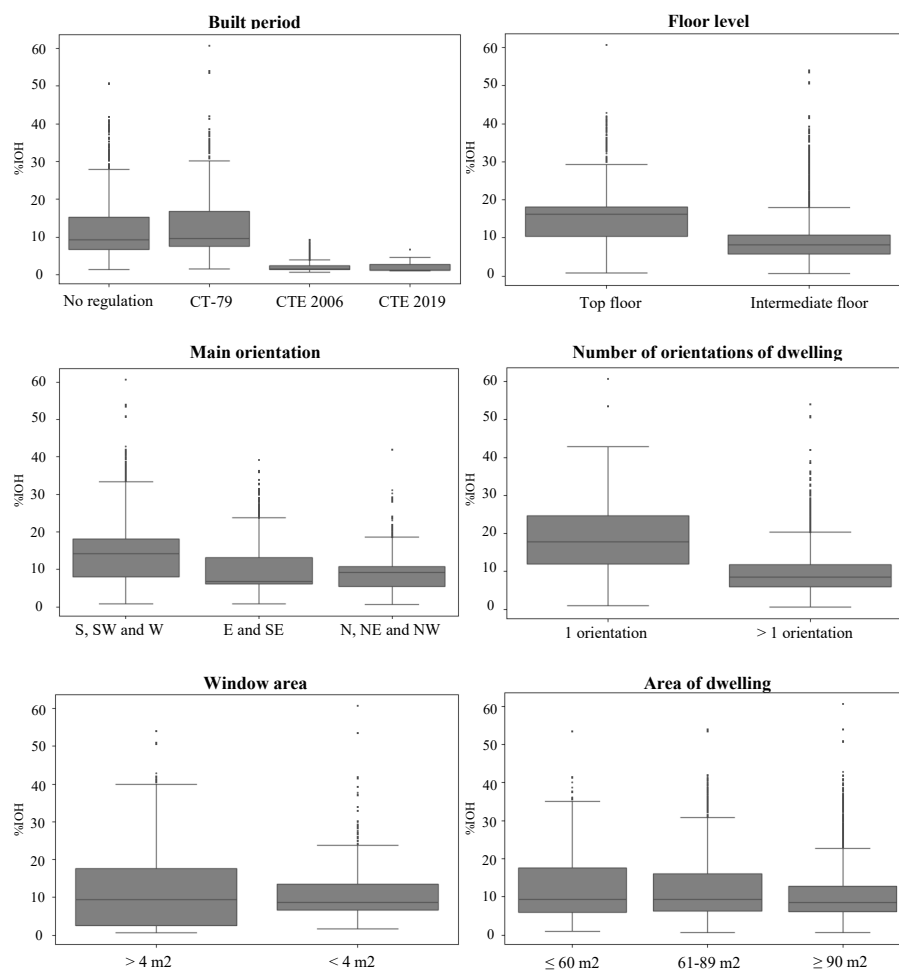 Built period
%IOH
60
50
40
30
20
10
0
No regulation CT-79 CTE 2006 CTE 2019
Floor level
%IOH
60
50
40
30
20
10
0
Top floor Intermediate floor
Main orientation
%IOH
60
50
40
30
20
10
0
S, SW and W E and SE N, NE and NW
Number of orientations of dwelling
%IOH
60
50
40
30
20
10
0
1 orientation > 1 orientation
Window area
%IOH
60
50
40
30
20
10
0
> 4 m2 < 4 m2
Area of dwelling
%IOH
60
50
40
30
20
10
0
≤ 60 m2 61-89 m2 ≥ 90 m2